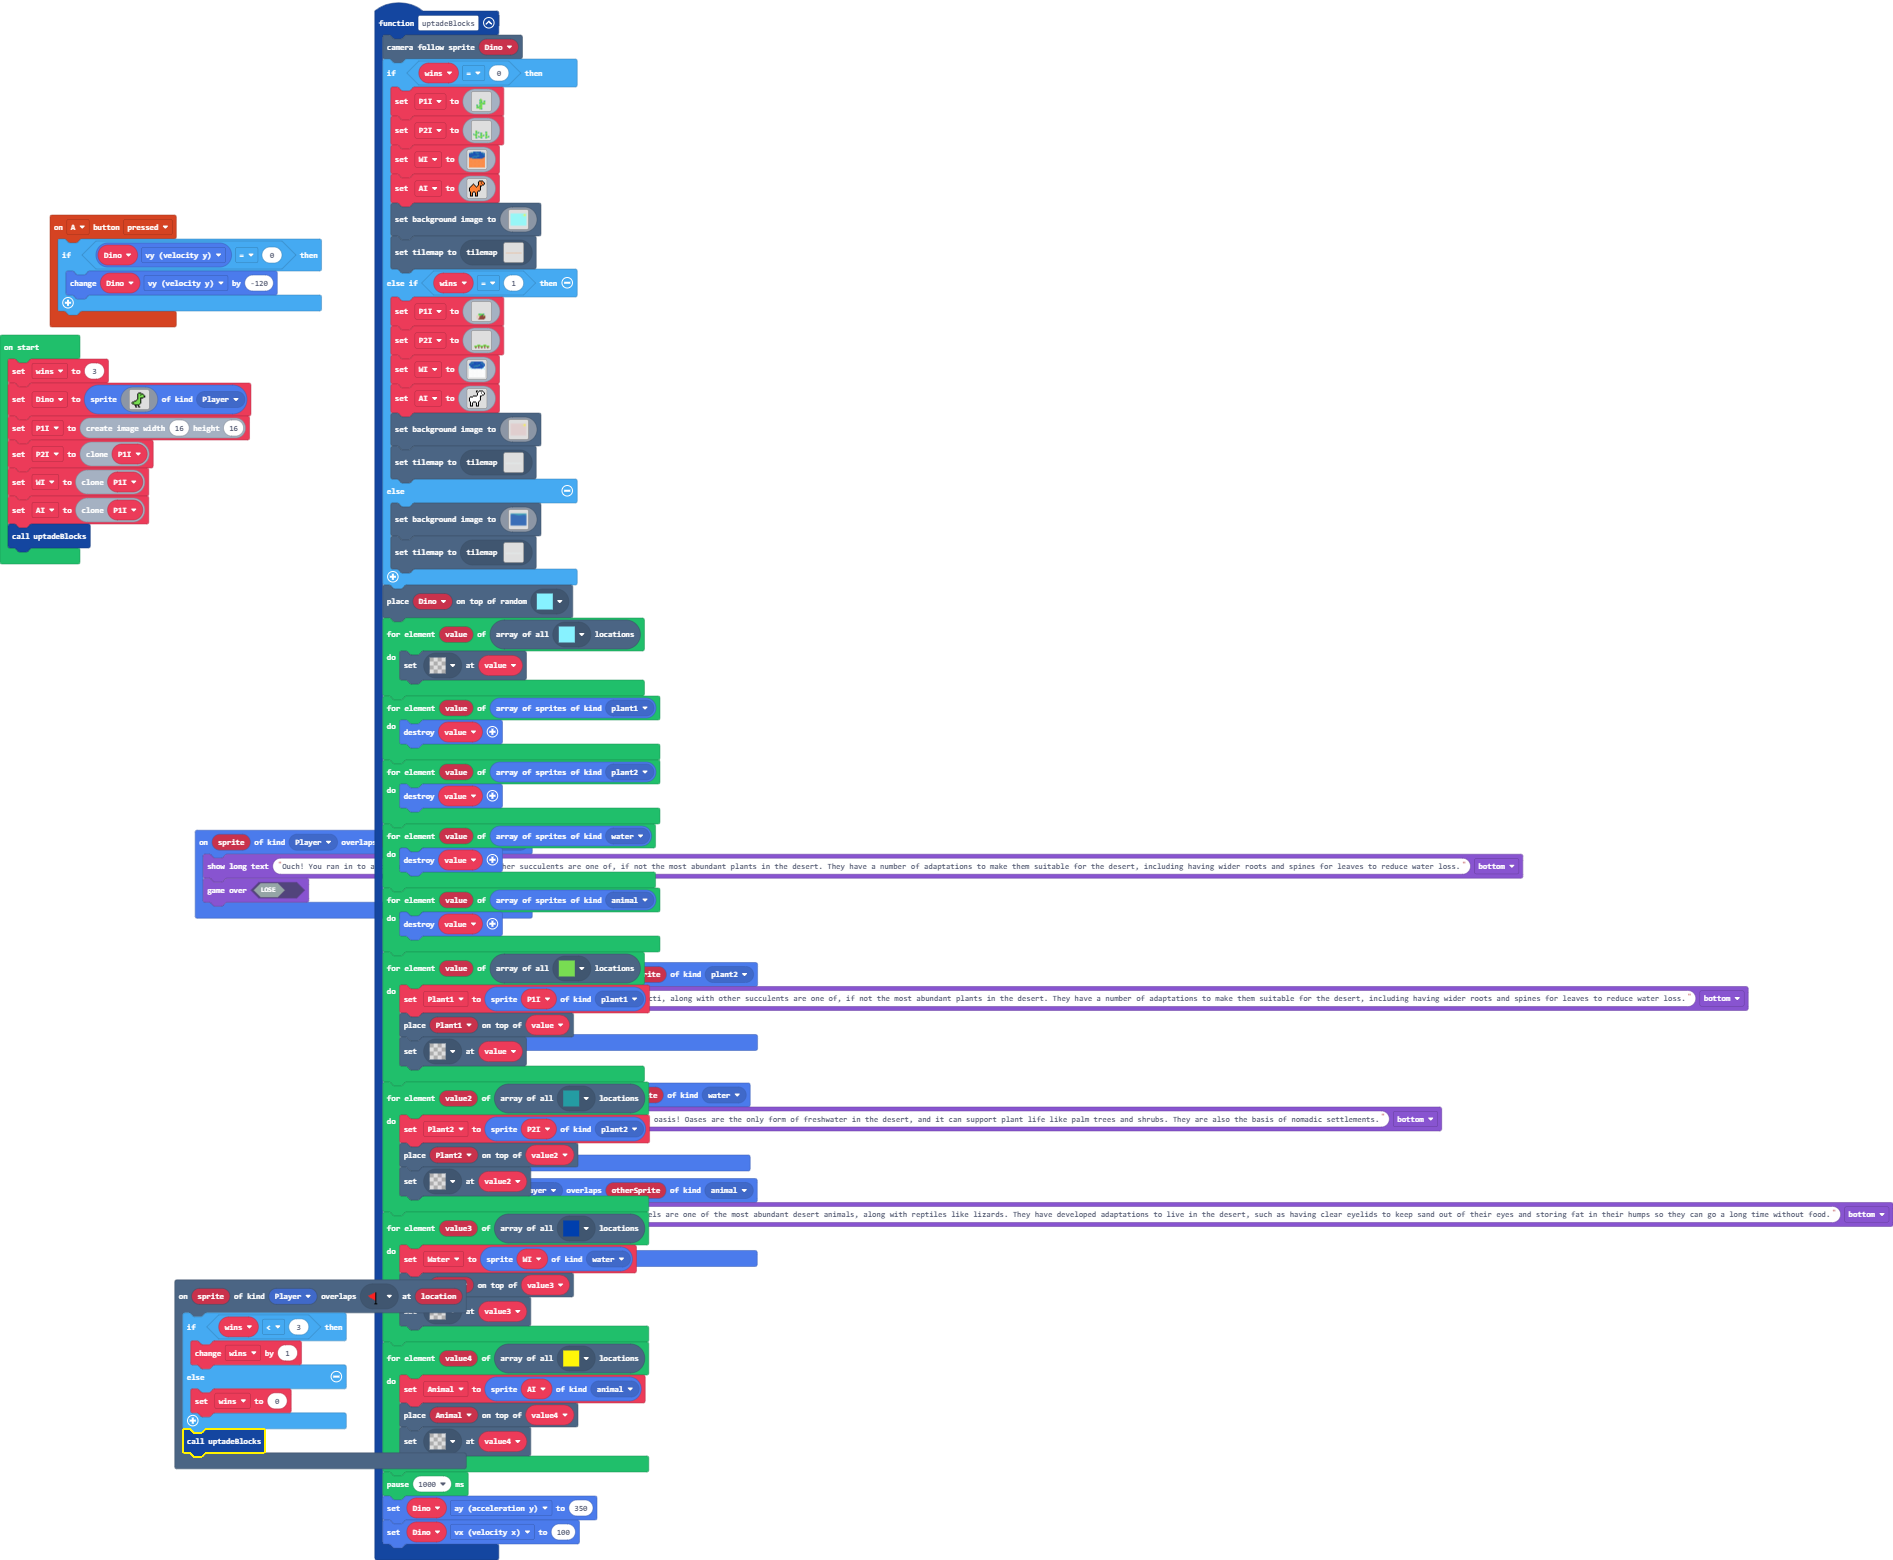 function uptadeBlocks
camera follow sprite Dino
if wins = 0 then
set P1I to
set P2I to
set WI to
set AI to
set background image to
set tilemap to tilemap
else if wins = 1 then
set P1I to
set P2I to
set WI to
set AI to
set background image to
set tilemap to tilemap
else
set background image to
set tilemap to tilemap
place Dino on top of random
for element value of array of all locations
do set at value
for element value of array of sprites of kind plant1
do destroy value
for element value of array of sprites of kind plant2
do destroy value
for element value of array of sprites of kind water
do destroy value
for element value of array of sprites of kind animal
do destroy value
for element value of array of all locations
do set Plant1 to sprite P1I of kind plant1
place Plant1 on top of value
set at value
for element value2 of array of all locations
do set Plant2 to sprite P2I of kind plant2
place Plant2 on top of value2
set at value2
for element value3 of array of all locations
do set Water to sprite WI of kind water
on top of value3
at value3
for element value4 of array of all locations
do set Animal to sprite AI of kind animal
place Animal on top of value4
set at value4
pause 1000 ms
set Dino ay (acceleration y) to 350
set Dino vx (velocity x) to 100
on A button pressed
if Dino vy (velocity y) = 0 then
change Dino vy (velocity y) by -120
on start
set wins to 3
set Dino to sprite of kind Player
set P1I to create image width 16 height 16
set P2I to clone P1I
set WI to clone P1I
set AI to clone P1I
call uptadeBlocks
on sprite of kind Player overlaps
show long text "Ouch! You ran in to a
her succulents are one of, if not the most abundant plants in the desert. They have a number of adaptations to make them suitable for the desert, including having wider roots and spines for leaves to reduce water loss." bottom
game over LOSE
rite of kind plant2
cti, along with other succulents are one of, if not the most abundant plants in the desert. They have a number of adaptations to make them suitable for the desert, including having wider roots and spines for leaves to reduce water loss." bottom
te of kind water
oasis! Oases are the only form of freshwater in the desert, and it can support plant life like palm trees and shrubs. They are also the basis of nomadic settlements." bottom
ayer overlaps otherSprite of kind animal
els are one of the most abundant desert animals, along with reptiles like lizards. They have developed adaptations to live in the desert, such as having clear eyelids to keep sand out of their eyes and storing fat in their humps so they can go a long time without food." bottom
on sprite of kind Player overlaps at location
if wins < 3 then
change wins by 1
else
set wins to 0
call uptadeBlocks